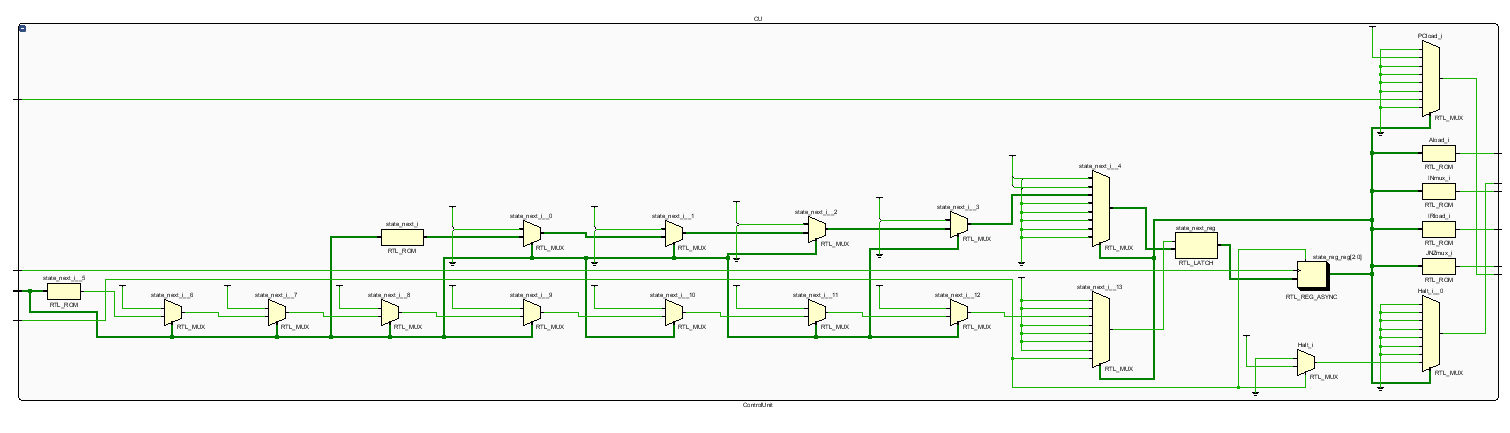 CU
PCload_i
RTL_MUX
Aload_i
RTL_ROM
INmux_i
RTL_ROM
IRload_i
RTL_ROM
JNZmux_i
RTL_ROM
Halt_i__0
RTL_MUX
state_next_i__4
RTL_MUX
state_next_i
RTL_ROM
state_next_i__0
RTL_MUX
state_next_i__1
RTL_MUX
state_next_i__2
RTL_MUX
state_next_i__3
RTL_MUX
state_next_reg
RTL_LATCH
state_reg_reg[2:0]
RTL_REG_ASYNC
state_next_i__5
RTL_ROM
state_next_i__6
RTL_MUX
state_next_i__7
RTL_MUX
state_next_i__8
RTL_MUX
state_next_i__9
RTL_MUX
state_next_i__10
RTL_MUX
state_next_i__11
RTL_MUX
state_next_i__12
RTL_MUX
state_next_i__13
RTL_MUX
Halt_i
RTL_MUX
ControlUnit